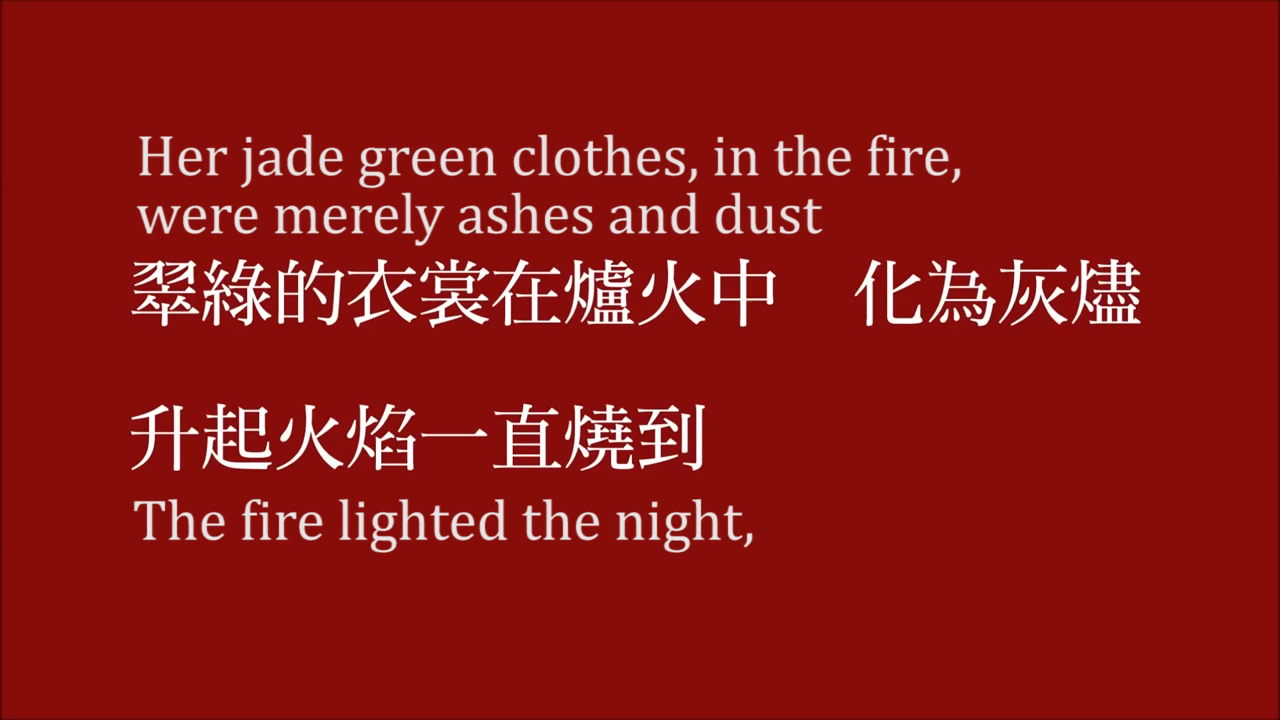 Her jade green clothes, in the fire,
were merely ashes and dust
翠綠的衣裳在爐火中　化為灰燼
升起火焰一直燒到
The fire lighted the night,